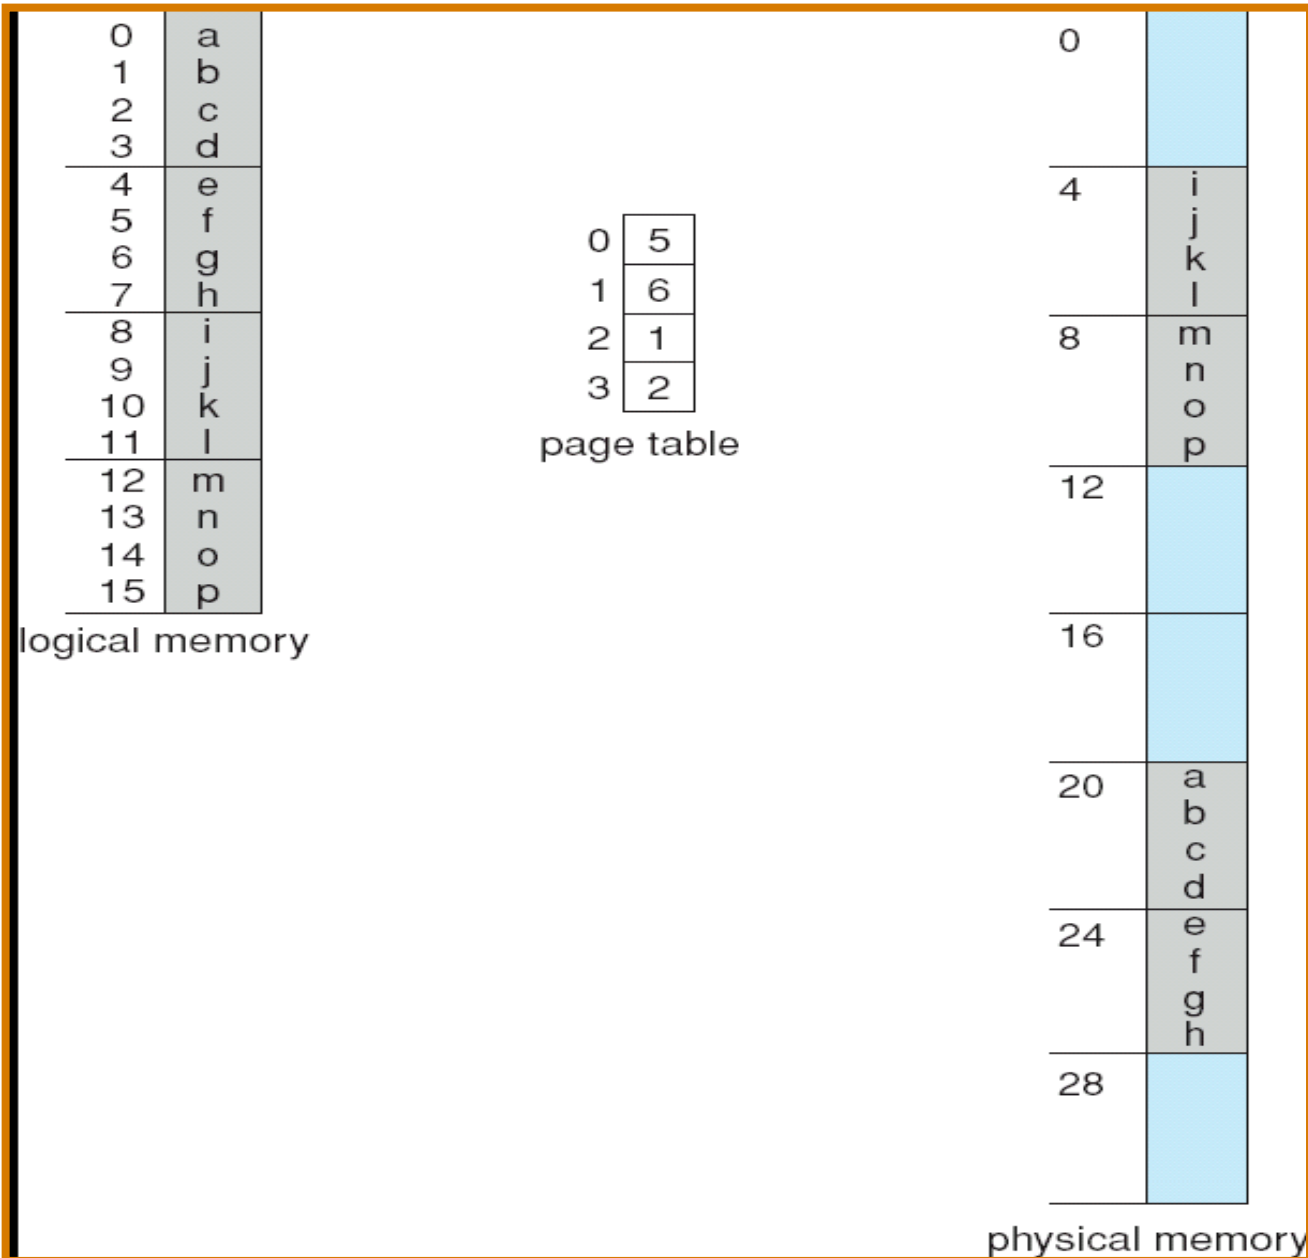 0 a
1 b
2 c
3 d
4 e
5 f
6 g
7 h
8 i
9 j
10 k
11 l
12 m
13 n
14 o
15 p
logical memory
0 5
1 6
2 1
3 2
page table
0
4 i
j
k
l
8 m
n
o
p
12
16
20 a
b
c
d
24 e
f
g
h
28
physical memory